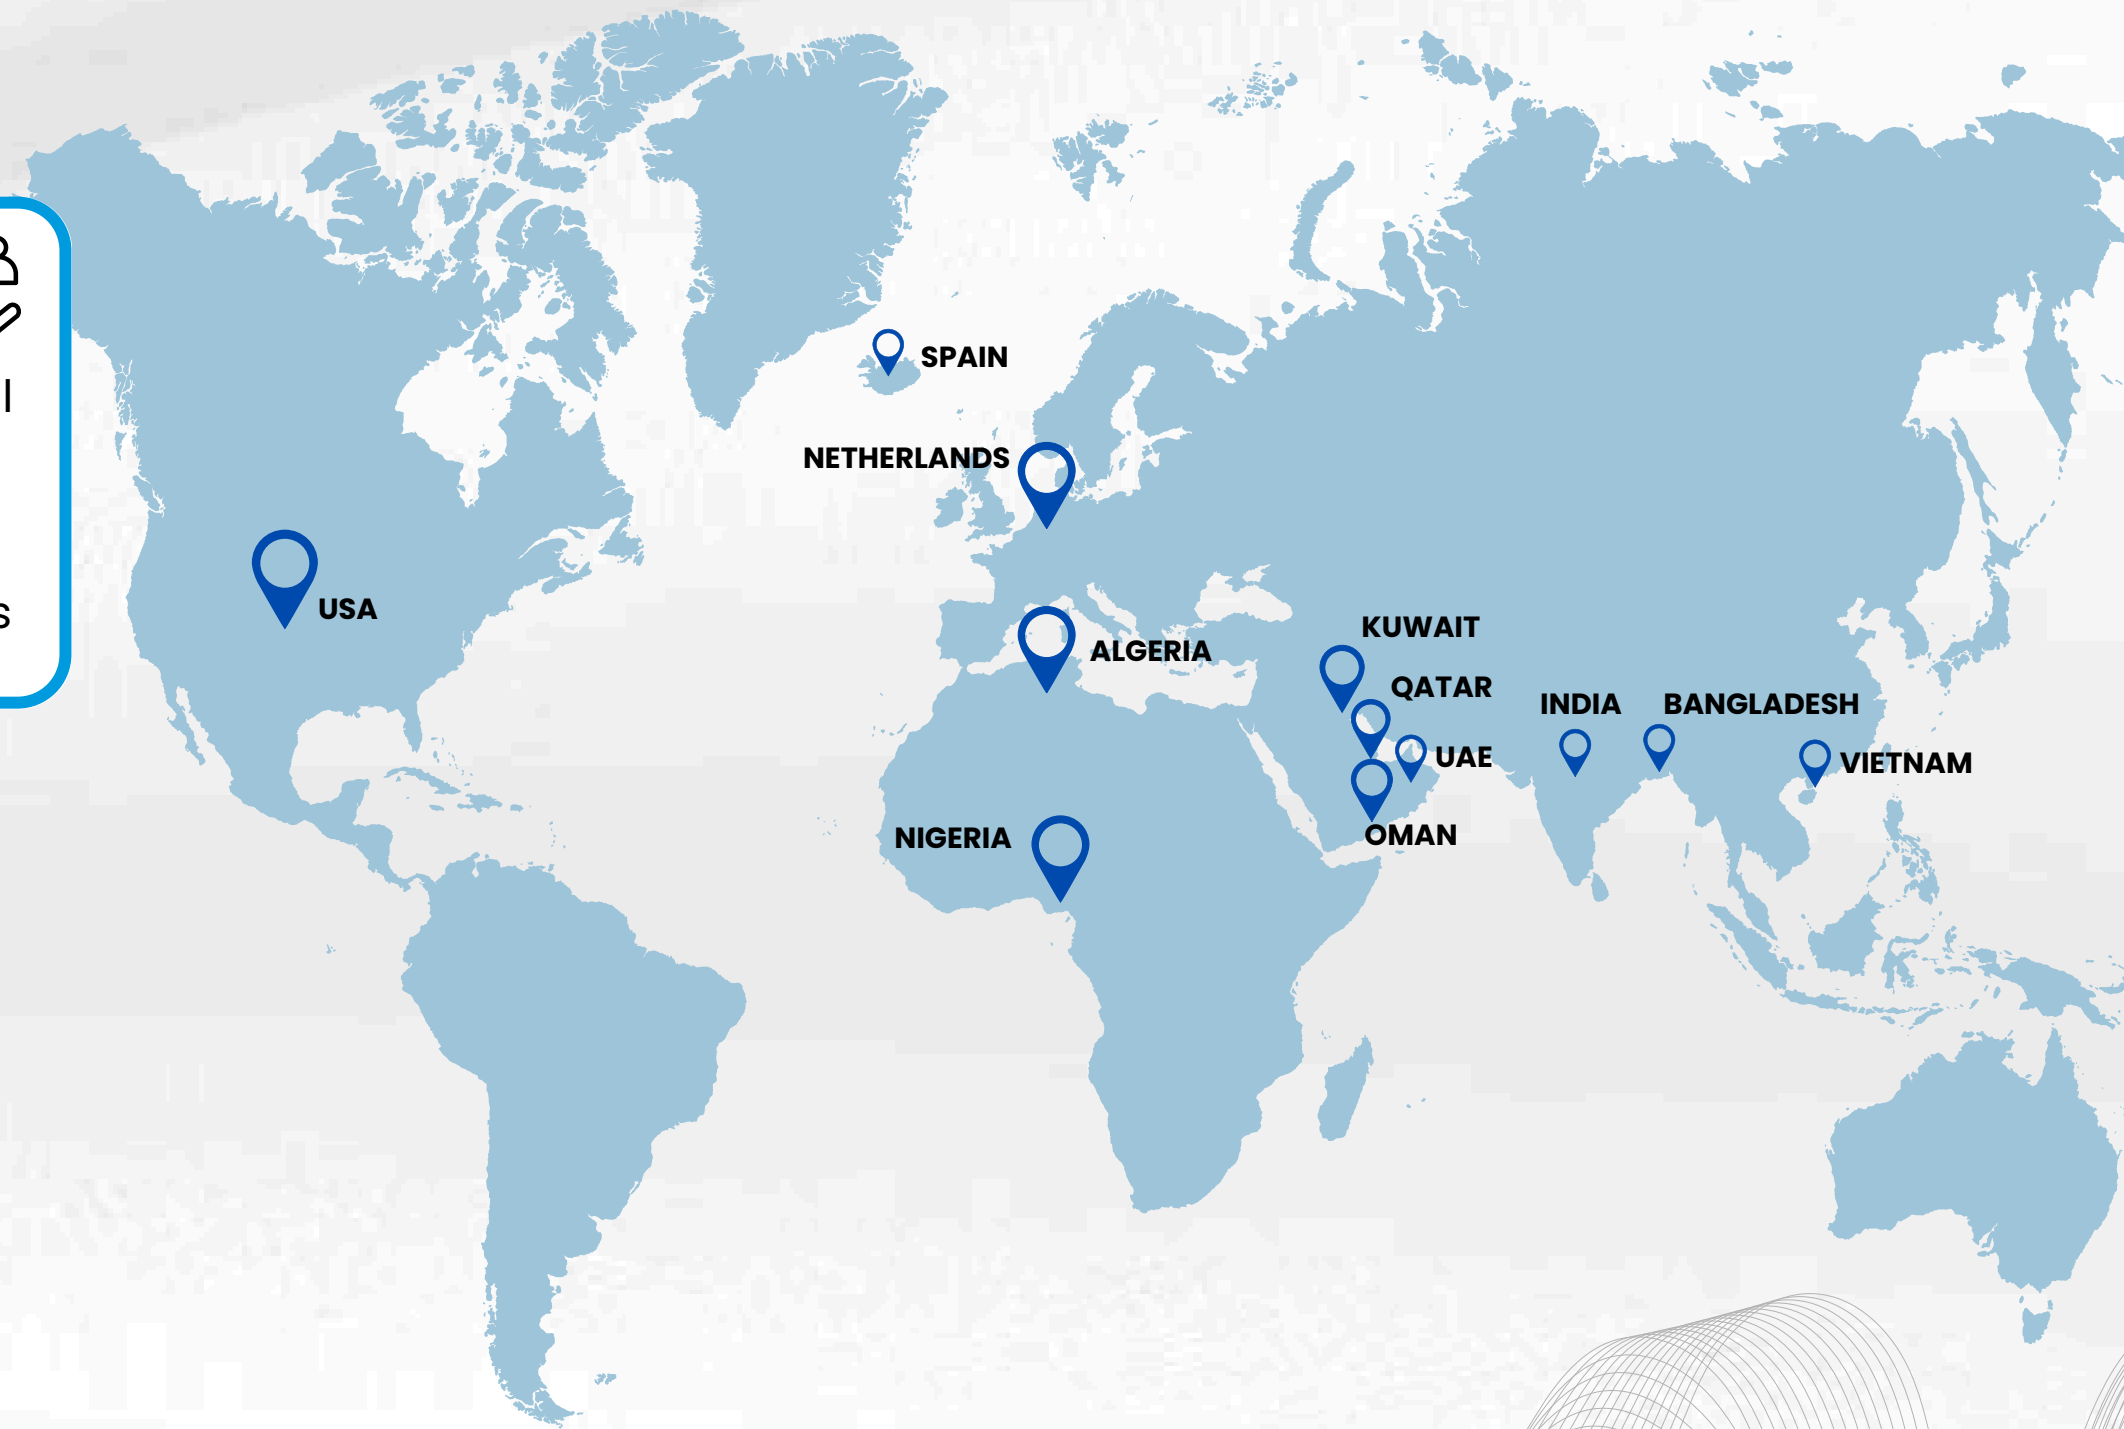 SPAIN
NETHERLANDS
USA
s
KUWAIT
ALGERIA
QATAR
INDIA
BANGLADESH
UAE
VIETNAM
NIGERIA
OMAN